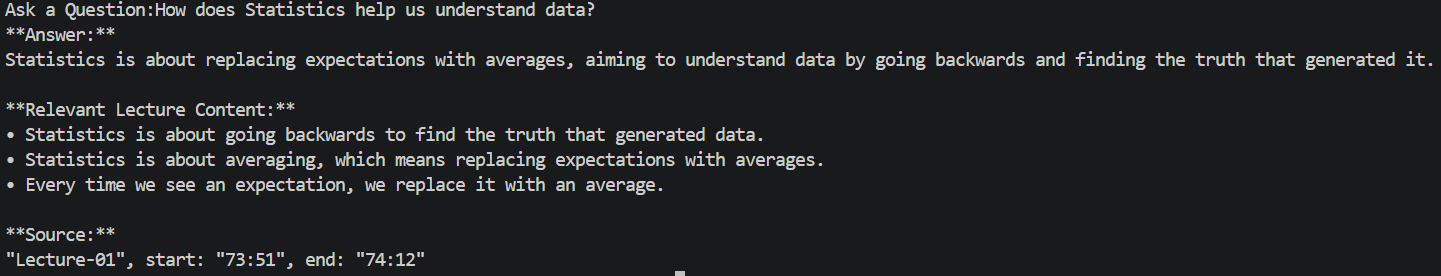 Ask a Question:How does Statistics help us understand data?
**Answer:**
Statistics is about replacing expectations with averages, aiming to understand data by going backwards and finding the truth that generated it.
**Relevant Lecture Content:**
• Statistics is about going backwards to find the truth that generated data.
• Statistics is about averaging, which means replacing expectations with averages.
• Every time we see an expectation, we replace it with an average.
**Source:**
"Lecture-01", start: "73:51", end: "74:12"